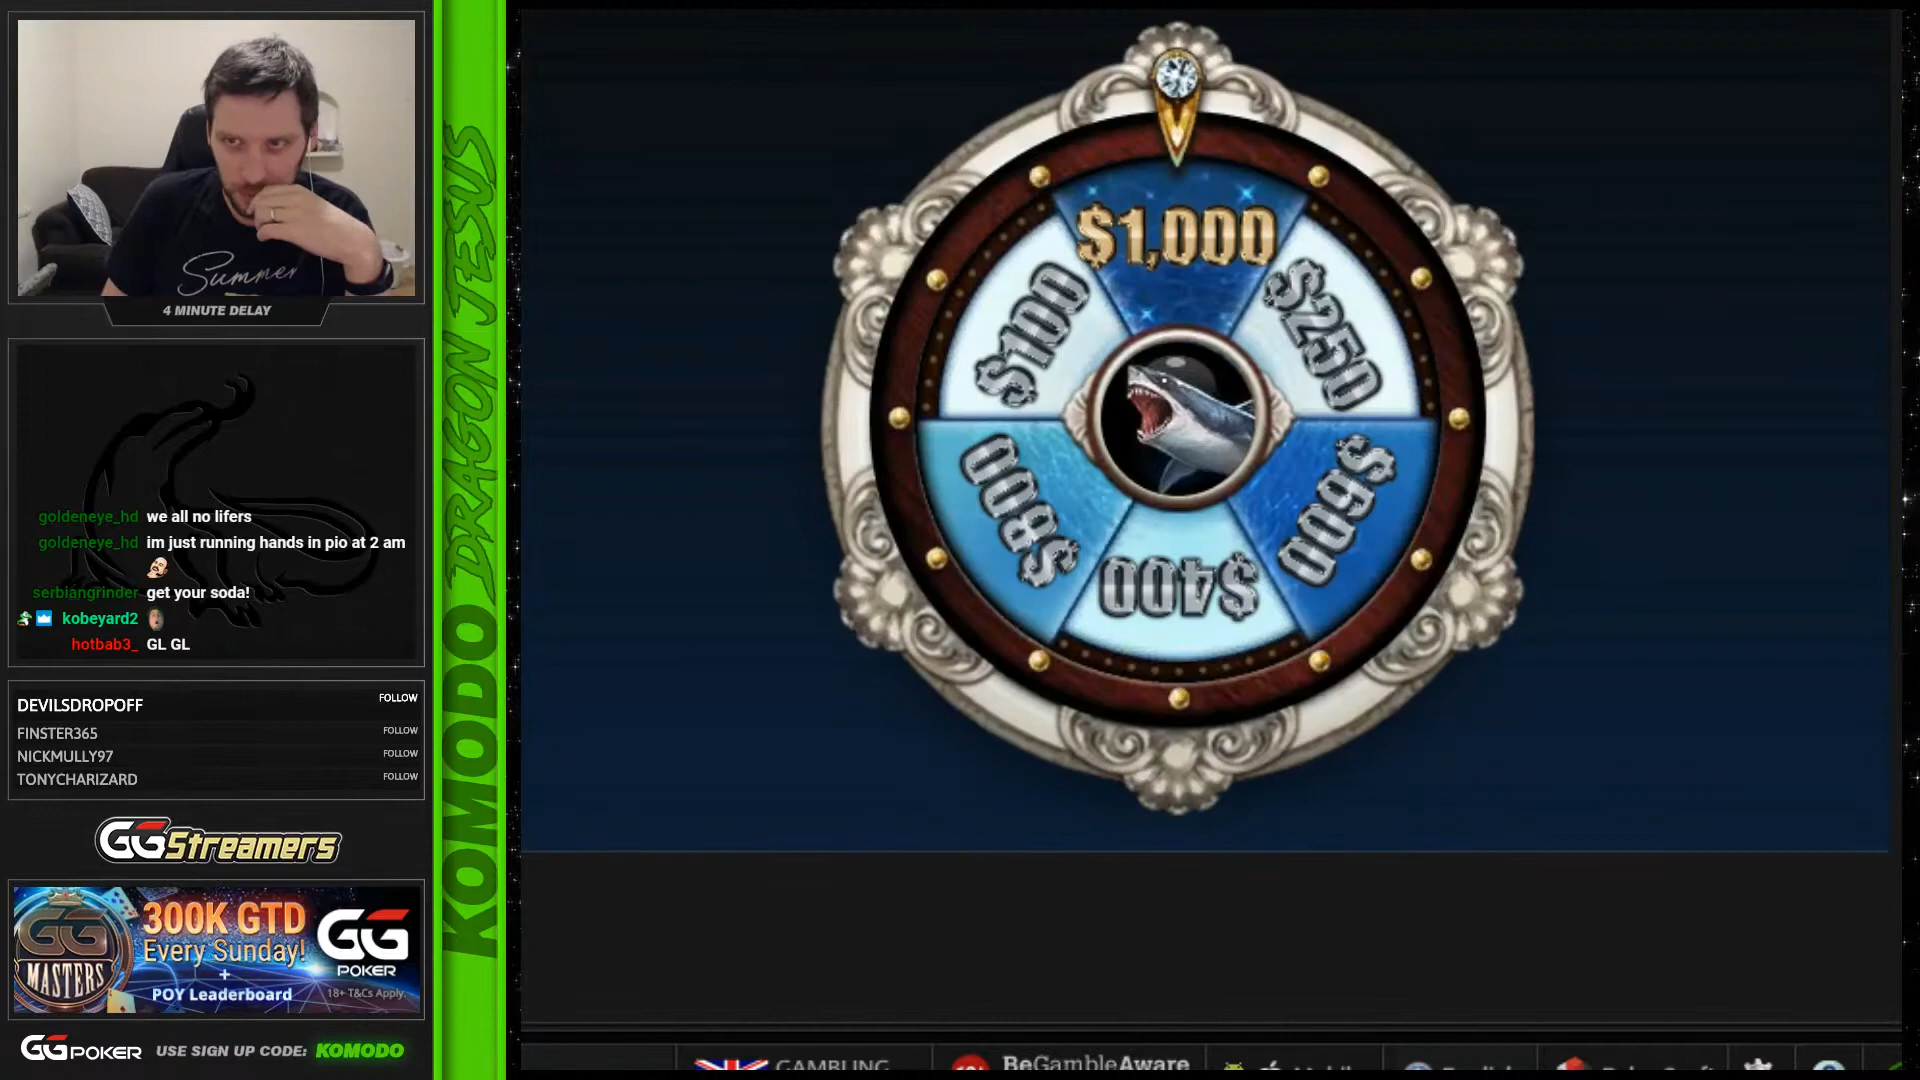 Summer
4 MINUTE DELAY
goldeneye_hd we all no lifers
goldeneye_hd im just running hands in pio at 2 am
serbiangrinder get your soda!
kobeyard2
hotbab3_ GL GL
DEVILSDROPOFF FOLLOW
FINSTER365 FOLLOW
NICKMULLY97 FOLLOW
TONYCHARIZARD FOLLOW
GGStreamers
GG MASTERS
300K GTD
Every Sunday!
+
POY Leaderboard
GG POKER
18+ T&Cs Apply.
GGPOKER USE SIGN UP CODE: KOMODO
KOMODO DRAGON JESUS
$1,000
$250
$600
$400
$800
$100
GAMBLING
BeGambleAware